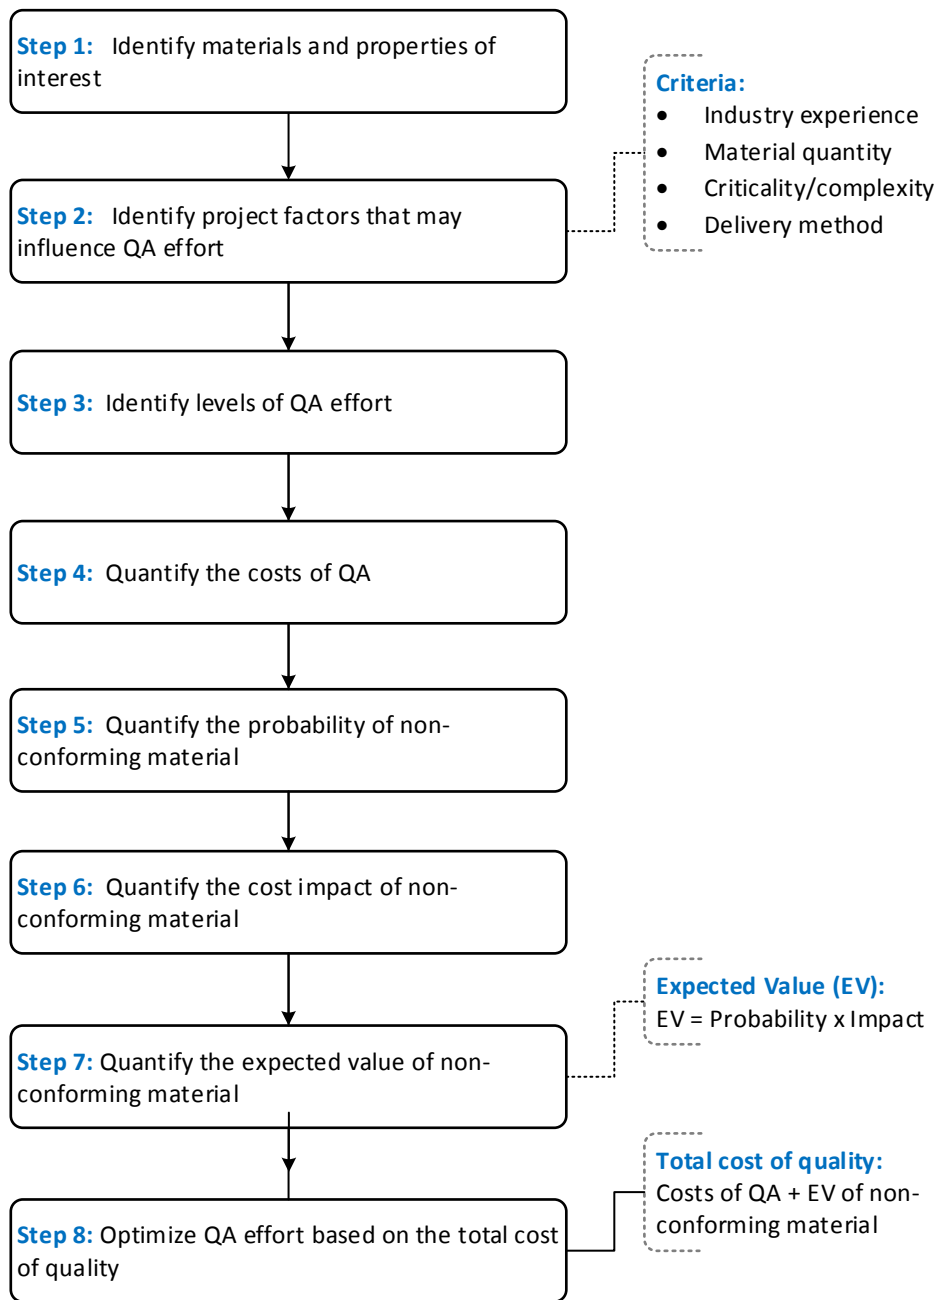 Step 1: Identify materials and properties of
interest
Criteria:
• Industry experience
• Material quantity
• Criticality/complexity
• Delivery method
Step 2: Identify project factors that may
influence QA effort
Step 3: Identify levels of QA effort
Step 4: Quantify the costs of QA
Step 5: Quantify the probability of non-
conforming material
Step 6: Quantify the cost impact of non-
conforming material
Expected Value (EV):
EV = Probability x Impact
Step 7: Quantify the expected value of non-
conforming material
Total cost of quality:
Costs of QA + EV of non-
conforming material
Step 8: Optimize QA effort based on the total cost
of quality